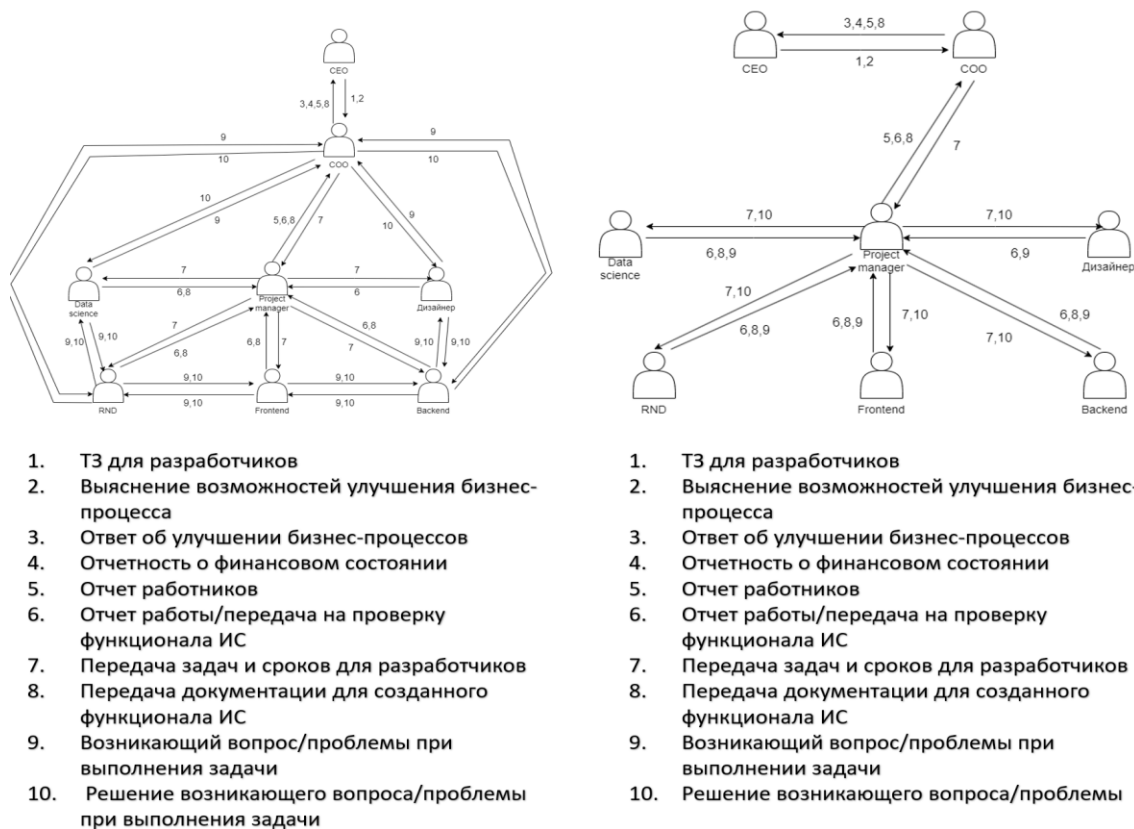 CEO
3,4,5,8
1,2
COO
9
10
9
10
10
9
5,6,8
7
9
10
Data
science
7
6,8
Project
manager
7
6
Дизайнер
9,10
9,10
7
6,8
6,8
7
6,8
7
9,10
9,10
RND
9,10
9,10
Frontend
9,10
9,10
Backend
1. ТЗ для разработчиков
2. Выяснение возможностей улучшения бизнес-
процесса
3. Ответ об улучшении бизнес-процессов
4. Отчетность о финансовом состоянии
5. Отчет работников
6. Отчет работы/передача на проверку
функционала ИС
7. Передача задач и сроков для разработчиков
8. Передача документации для созданного
функционала ИС
9. Возникающий вопрос/проблемы при
выполнения задачи
10. Решение возникающего вопроса/проблемы
при выполнения задачи
CEO
3,4,5,8
1,2
COO
5,6,8
7
Data
science
7,10
6,8,9
Project
manager
7,10
6,9
Дизайнер
7,10
6,8,9
6,8,9
7,10
6,8,9
7,10
RND
Frontend
Backend
1. ТЗ для разработчиков
2. Выяснение возможностей улучшения бизнес-
процесса
3. Ответ об улучшении бизнес-процессов
4. Отчетность о финансовом состоянии
5. Отчет работников
6. Отчет работы/передача на проверку
функционала ИС
7. Передача задач и сроков для разработчиков
8. Передача документации для созданного
функционала ИС
9. Возникающий вопрос/проблемы при
выполнении задачи
10. Решение возникающего вопроса/проблемы